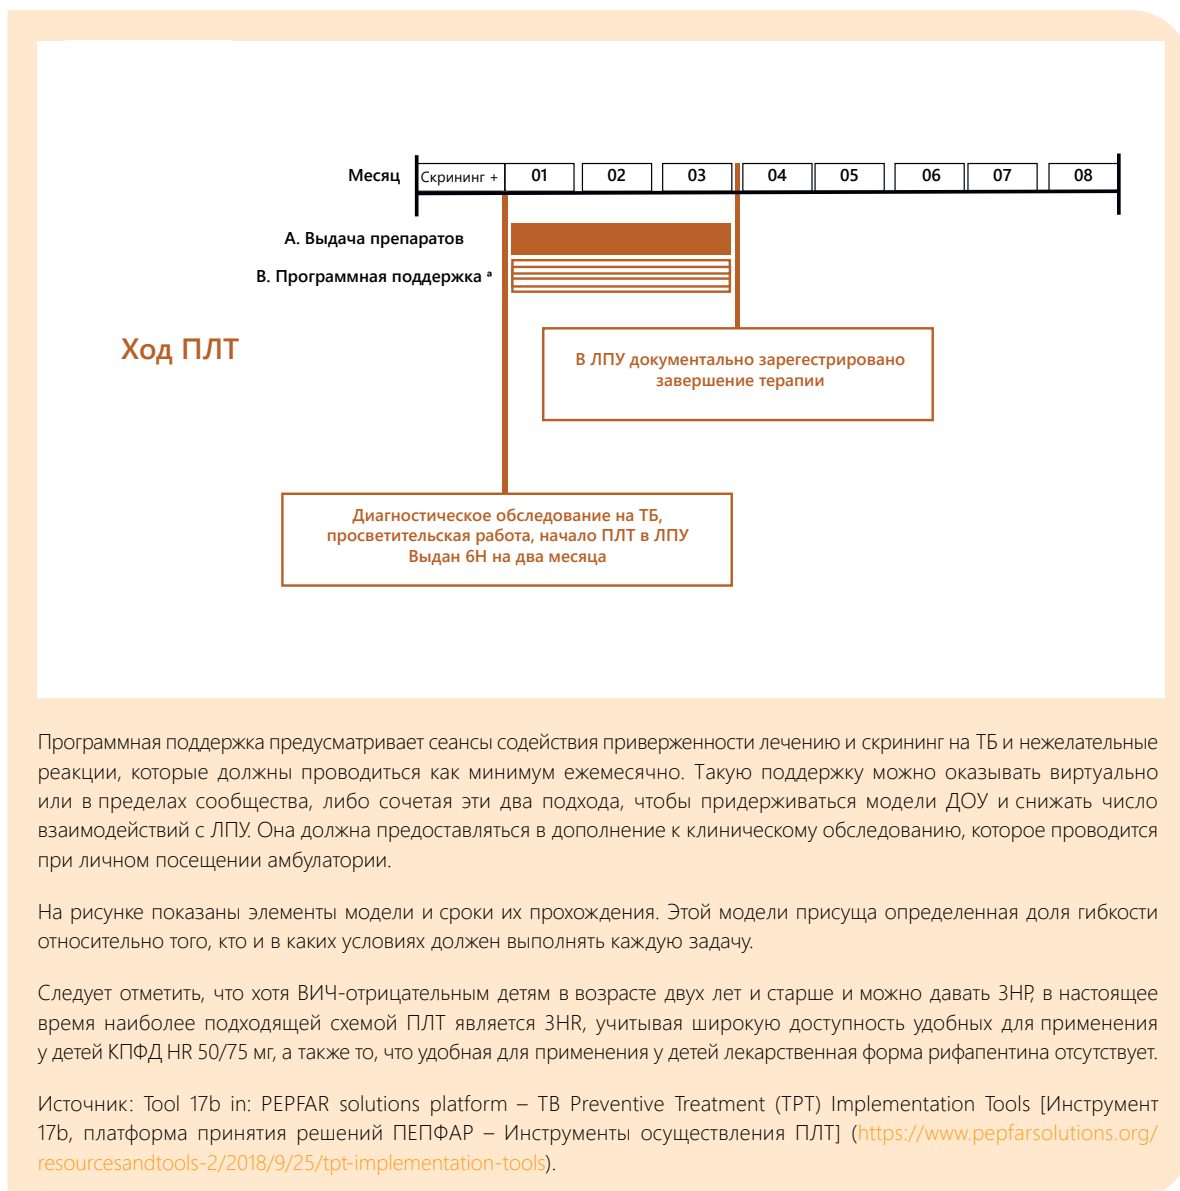 Месяц
Скрининг +
01
02
03
04
05
06
07
08
А. Выдача препаратов
В. Программная поддержка ᵃ
Ход ПЛТ
В ЛПУ документально зарегестрировано
завершение терапии
Диагностическое обследование на ТБ,
просветительская работа, начало ПЛТ в ЛПУ
Выдан 6Н на два месяца
Программная поддержка предусматривает сеансы содействия приверженности лечению и скрининг на ТБ и нежелательные
реакции, которые должны проводиться как минимум ежемесячно. Такую поддержку можно оказывать виртуально
или в пределах сообщества, либо сочетая эти два подхода, чтобы придерживаться модели ДОУ и снижать число
взаимодействий с ЛПУ. Она должна предоставляться в дополнение к клиническому обследованию, которое проводится
при личном посещении амбулатории.
На рисунке показаны элементы модели и сроки их прохождения. Этой модели присуща определенная доля гибкости
относительно того, кто и в каких условиях должен выполнять каждую задачу.
Следует отметить, что хотя ВИЧ-отрицательным детям в возрасте двух лет и старше и можно давать 3HP, в настоящее
время наиболее подходящей схемой ПЛТ является 3HR, учитывая широкую доступность удобных для применения
у детей КПФД HR 50/75 мг, а также то, что удобная для применения у детей лекарственная форма рифапентина отсутствует.
Источник: Tool 17b in: PEPFAR solutions platform – TB Preventive Treatment (TPT) Implementation Tools [Инструмент
17b, платформа принятия решений ПЕПФАР – Инструменты осуществления ПЛТ] (https://www.pepfarsolutions.org/
resourcesandtools-2/2018/9/25/tpt-implementation-tools).